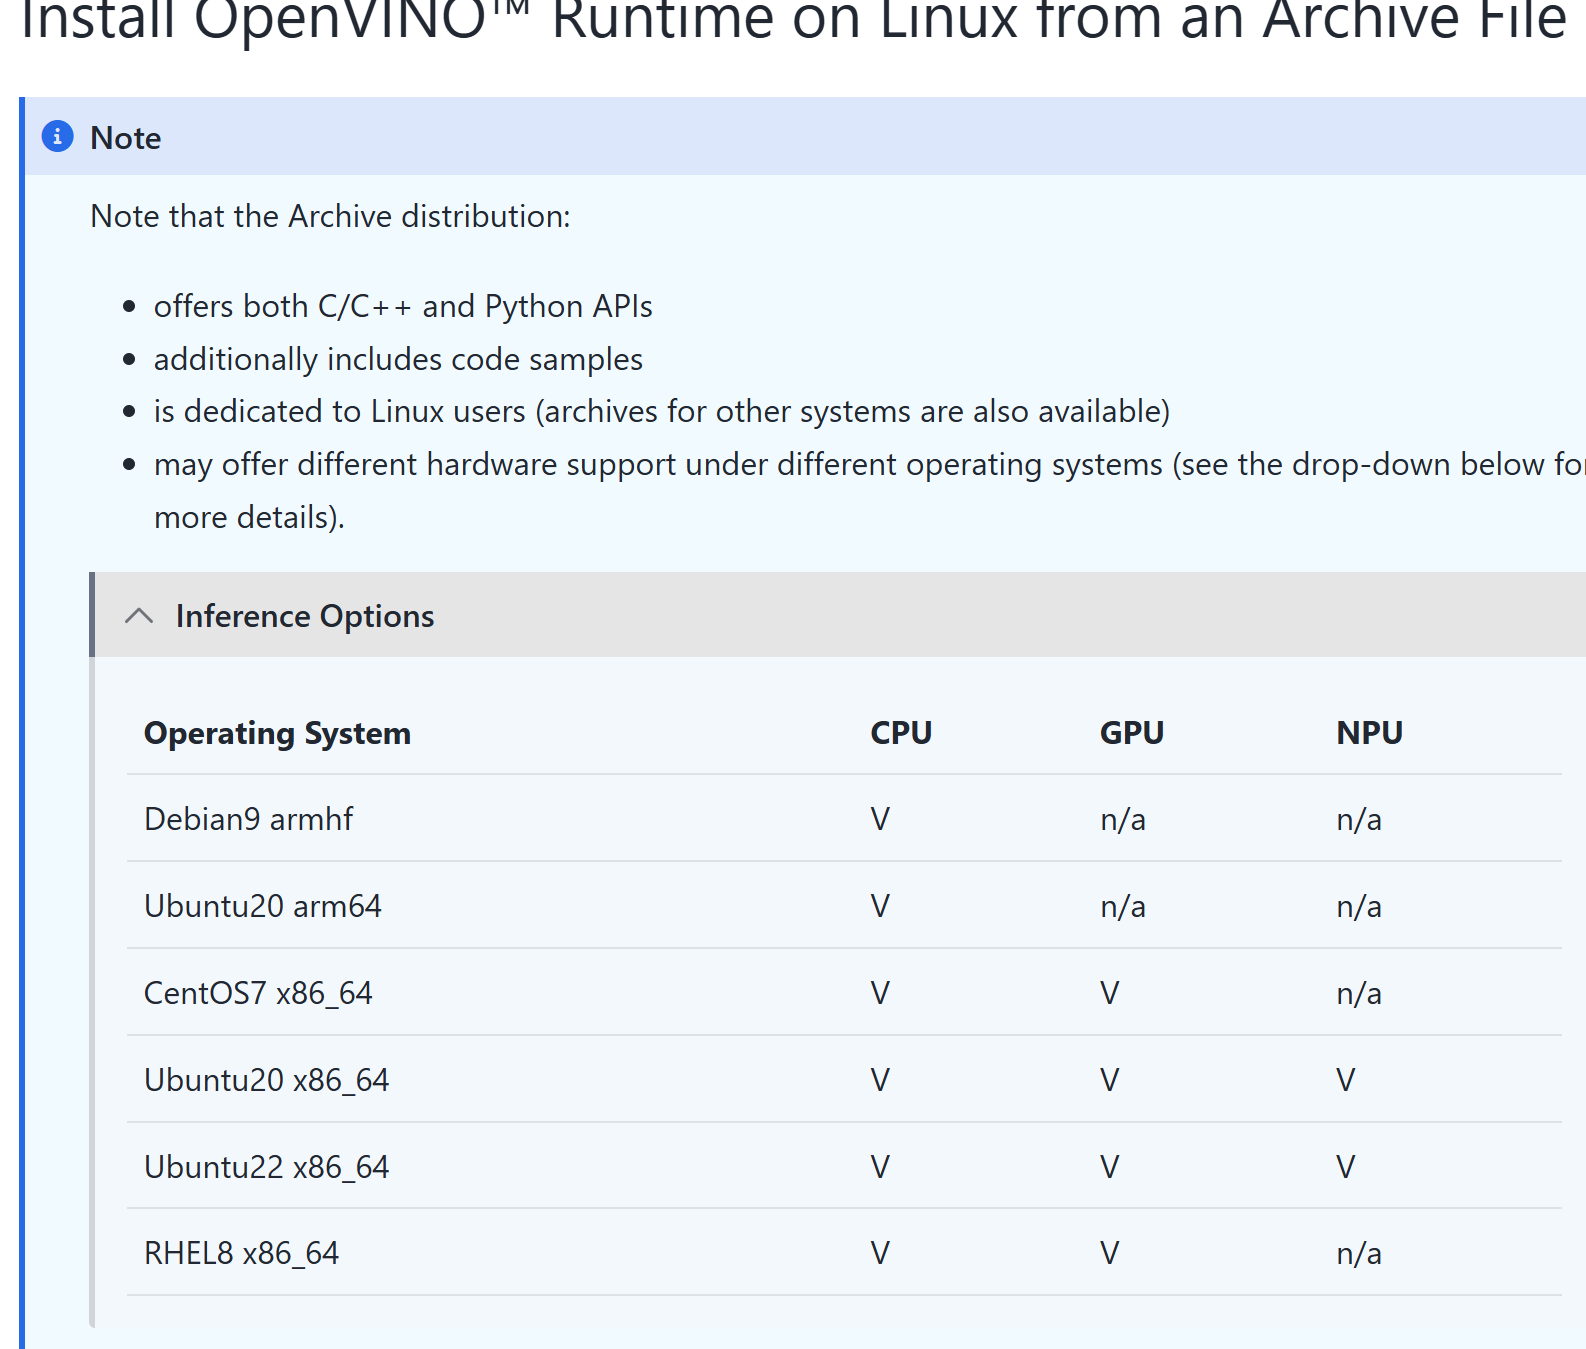 Install OpenVINO™ Runtime on Linux from an Archive File
Note
Note that the Archive distribution:
offers both C/C++ and Python APIs
additionally includes code samples
is dedicated to Linux users (archives for other systems are also available)
may offer different hardware support under different operating systems (see the drop-down below for
more details).
Inference Options
Operating System CPU GPU NPU
Debian9 armhf V n/a n/a
Ubuntu20 arm64 V n/a n/a
CentOS7 x86_64 V V n/a
Ubuntu20 x86_64 V V V
Ubuntu22 x86_64 V V V
RHEL8 x86_64 V V n/a